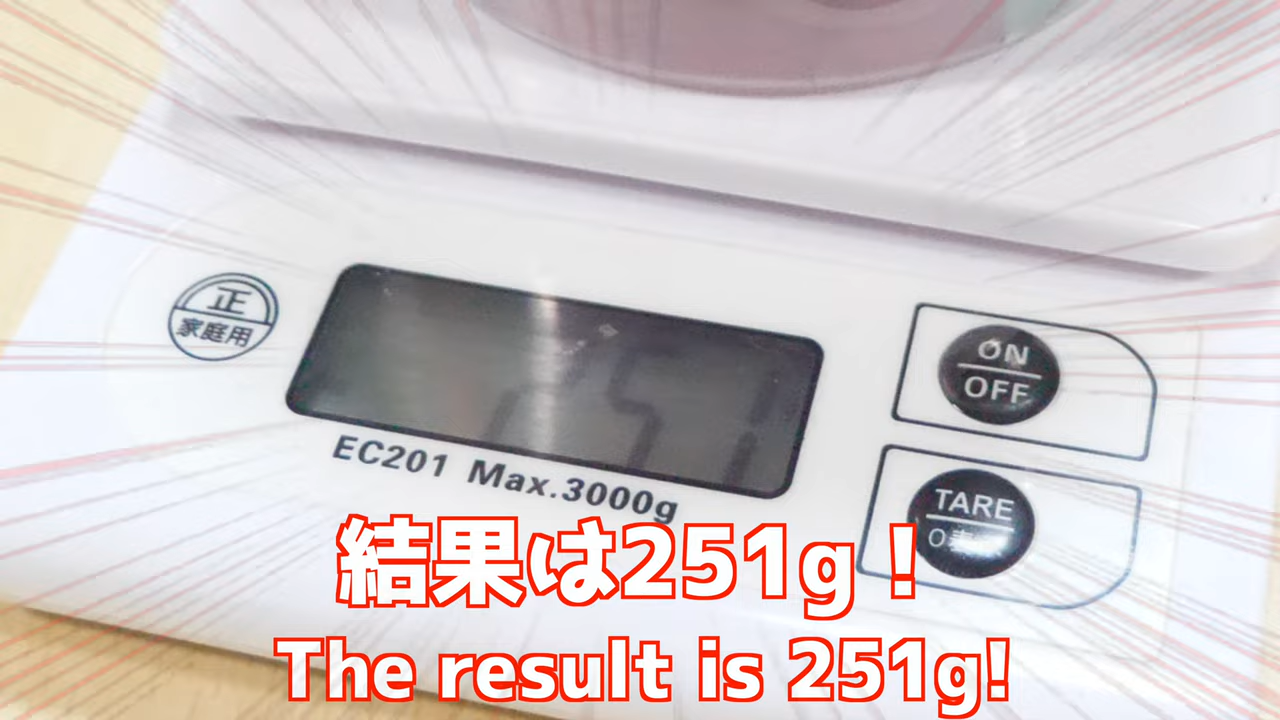 正
家庭用
251
EC201 Max.3000g
ON
OFF
TARE
結果は251g！
The result is 251g!